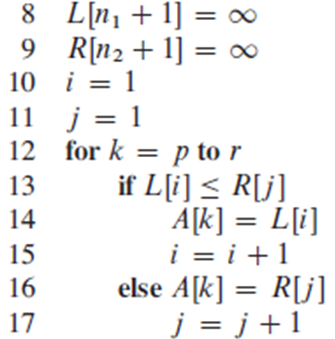 8 L[n₁ + 1] = ∞
9 R[n₂ + 1] = ∞
10 i = 1
11 j = 1
12 for k = p to r
13 if L[i] ≤ R[j]
14 A[k] = L[i]
15 i = i + 1
16 else A[k] = R[j]
17 j = j + 1